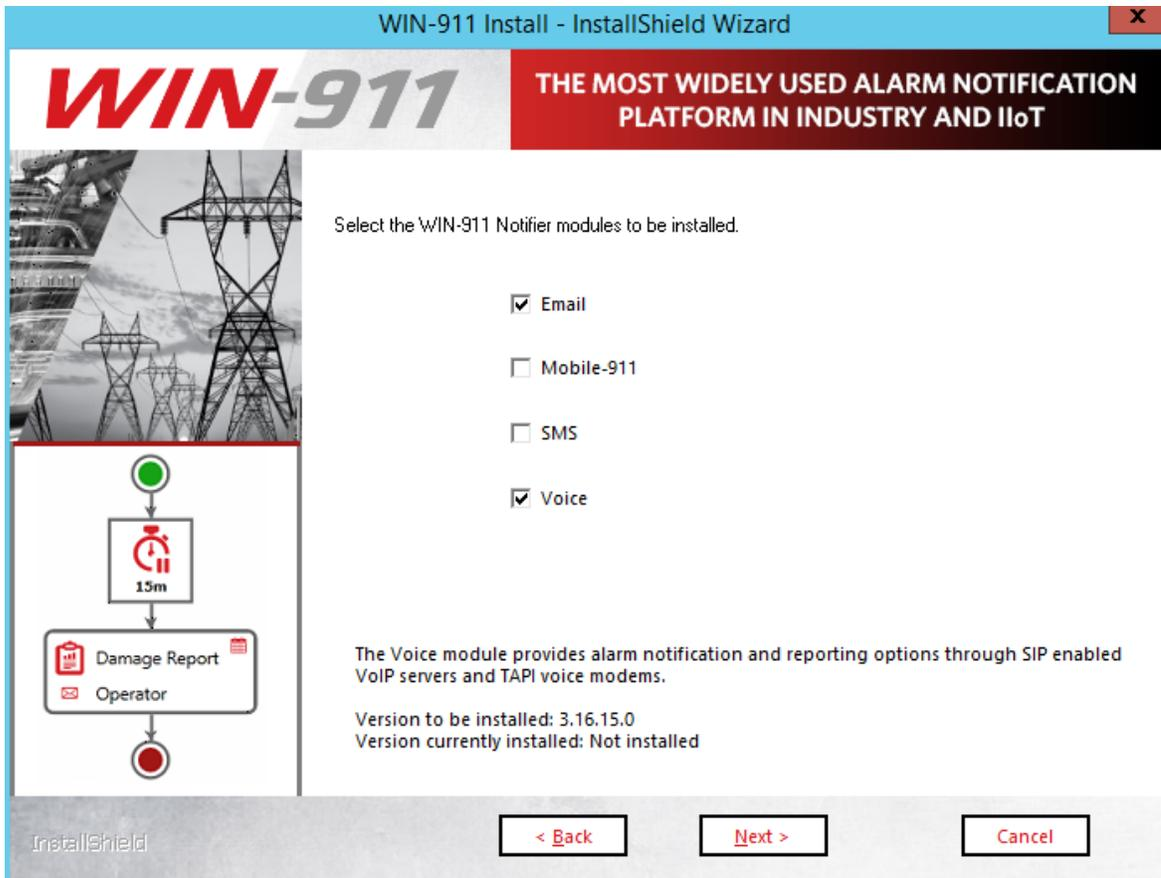 WIN-911 Install - InstallShield Wizard
x
WIN-911
THE MOST WIDELY USED ALARM NOTIFICATION
PLATFORM IN INDUSTRY AND IIoT
Select the WIN-911 Notifier modules to be installed.
Email
Mobile-911
SMS
Voice
15m
Damage Report
Operator
The Voice module provides alarm notification and reporting options through SIP enabled
VoIP servers and TAPI voice modems.
Version to be installed: 3.16.15.0
Version currently installed: Not installed
InstallShield
< Back
Next >
Cancel